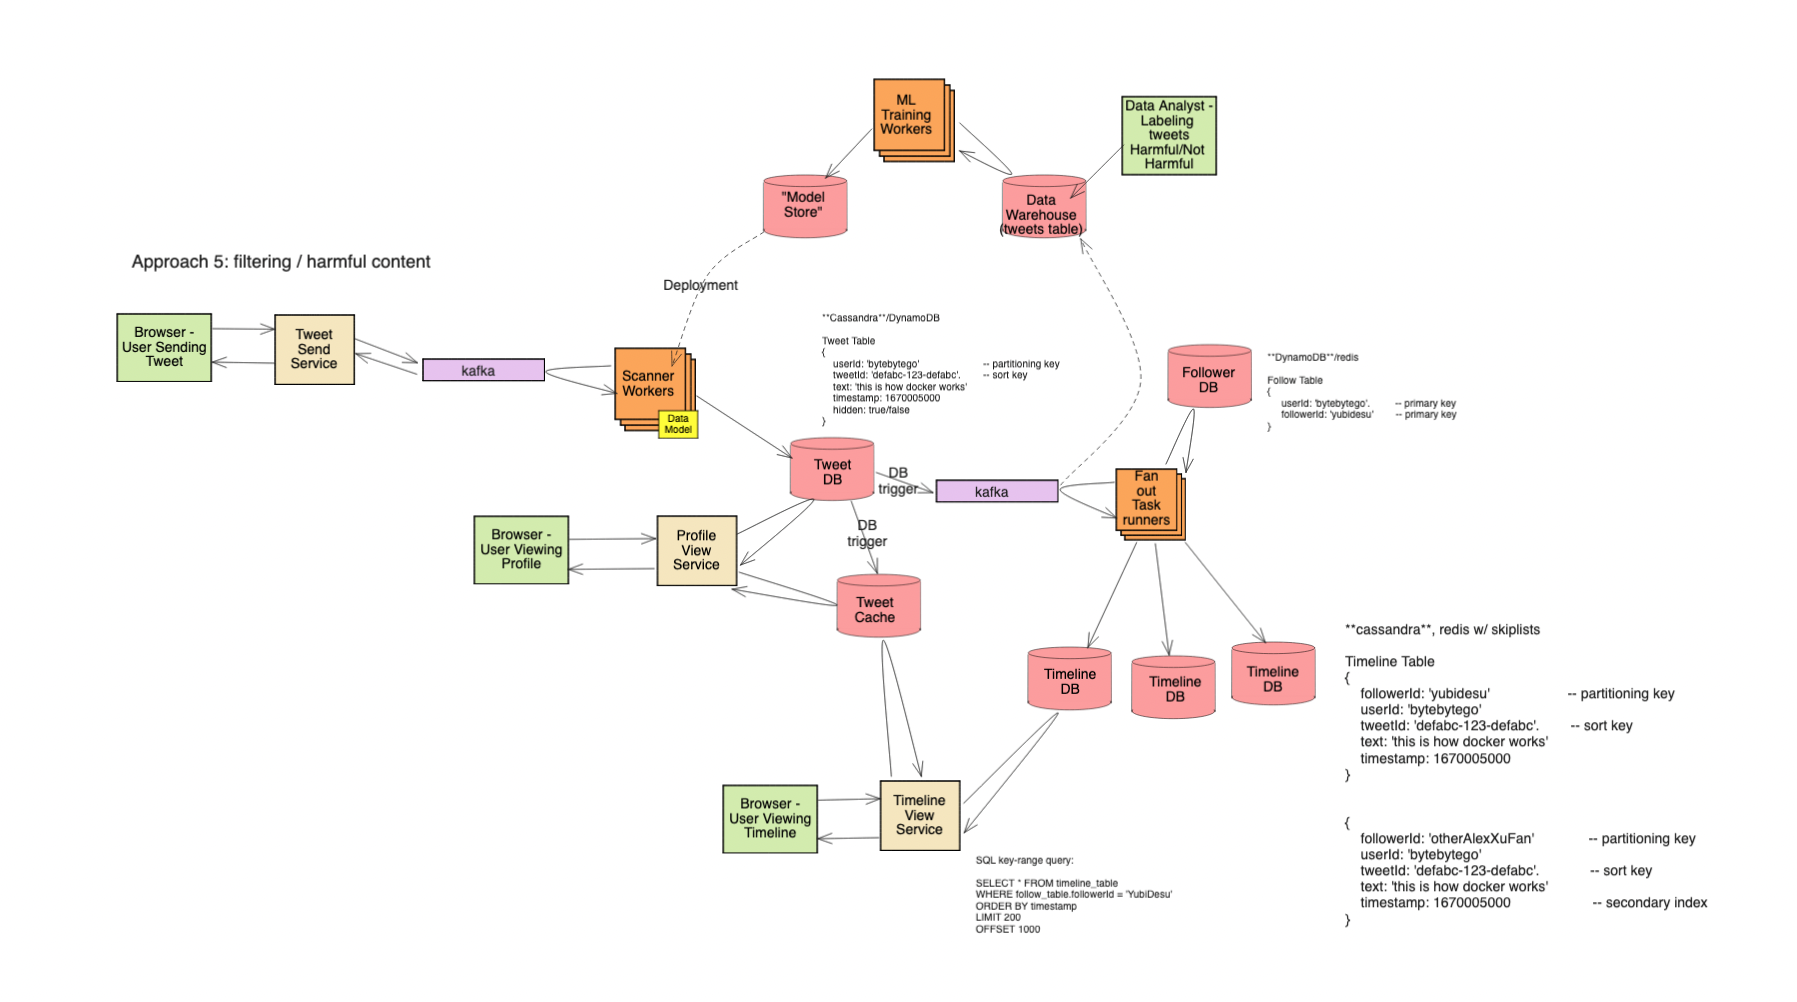 ML
Training
Workers
Data Analyst -
Labeling
tweets
Harmful/Not
Harmful
"Model
Store"
Data
Warehouse
(tweets table)
Approach 5: filtering / harmful content
Deployment
Browser -
User Sending
Tweet
Tweet
Send
Service
kafka
Scanner
Workers
Data
Model
**Cassandra**/DynamoDB
Tweet Table
{
userId: 'bytebytego' -- partitioning key
tweetId: 'defabc-123-defabc'. -- sort key
text: 'this is how docker works'
timestamp: 1670005000
hidden: true/false
}
Follower
DB
**DynamoDB**/redis
Follow Table
{
userId: 'bytebytego'. -- primary key
followerId: 'yubidesu' -- primary key
}
Tweet
DB
DB
trigger
kafka
Fan
out
Task
runners
Browser -
User Viewing
Profile
Profile
View
Service
DB
trigger
Tweet
Cache
Timeline
DB
Timeline
DB
Timeline
DB
**cassandra**, redis w/ skiplists
Timeline Table
{
followerId: 'yubidesu' -- partitioning key
userId: 'bytebytego'
tweetId: 'defabc-123-defabc'. -- sort key
text: 'this is how docker works'
timestamp: 1670005000
}
{
followerId: 'otherAlexXuFan' -- partitioning key
userId: 'bytebytego'
tweetId: 'defabc-123-defabc'. -- sort key
text: 'this is how docker works'
timestamp: 1670005000 -- secondary index
}
Browser -
User Viewing
Timeline
Timeline
View
Service
SQL key-range query:
SELECT * FROM timeline_table
WHERE follow_table.followerId = 'YubiDesu'
ORDER BY timestamp
LIMIT 200
OFFSET 1000